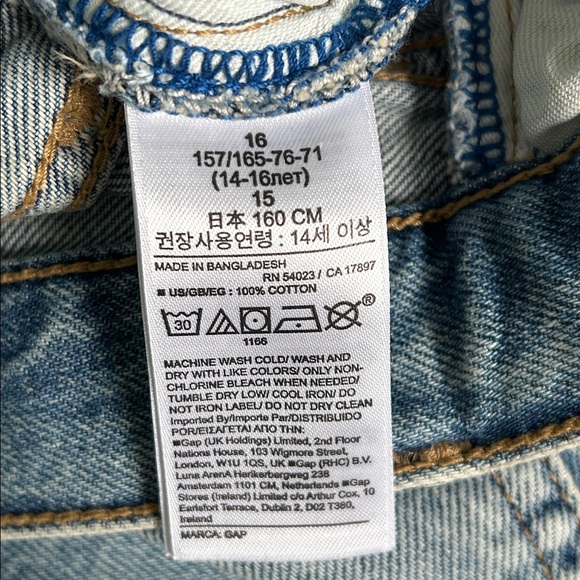 16
157/165-76-71
(14-16лет)
15
日本 160 CM
권장사용연령 : 14세 이상
MADE IN BANGLADESH
RN 54023 / CA 17897
■ US/GB/EG : 100% COTTON
30
®
1166
MACHINE WASH COLD/ WASH AND
DRY WITH LIKE COLORS/ ONLY NON-
CHLORINE BLEACH WHEN NEEDED/
TUMBLE DRY LOW/ COOL IRON/ DO
NOT IRON LABEL/ DO NOT DRY CLEAN
Imported By/Importe Par/DISTRIBUIDO
POR/ΕΙΣΑΓΕΤΑΙ ΑΠΟ ΤΗΝ:
■Gap (UK Holdings) Limited, 2nd Floor
Nations House, 103 Wigmore Street,
London, W1U 1QS, UK ■Gap (RHC) B.V.
Luna ArenA Herikerbergweg 238
Amsterdam 1101 CM, Netherlands ■Gap
Stores (Ireland) Limited c/o Arthur Cox, 10
Earlsfort Terrace, Dublin 2, D02 T380,
Ireland
MARCA: GAP